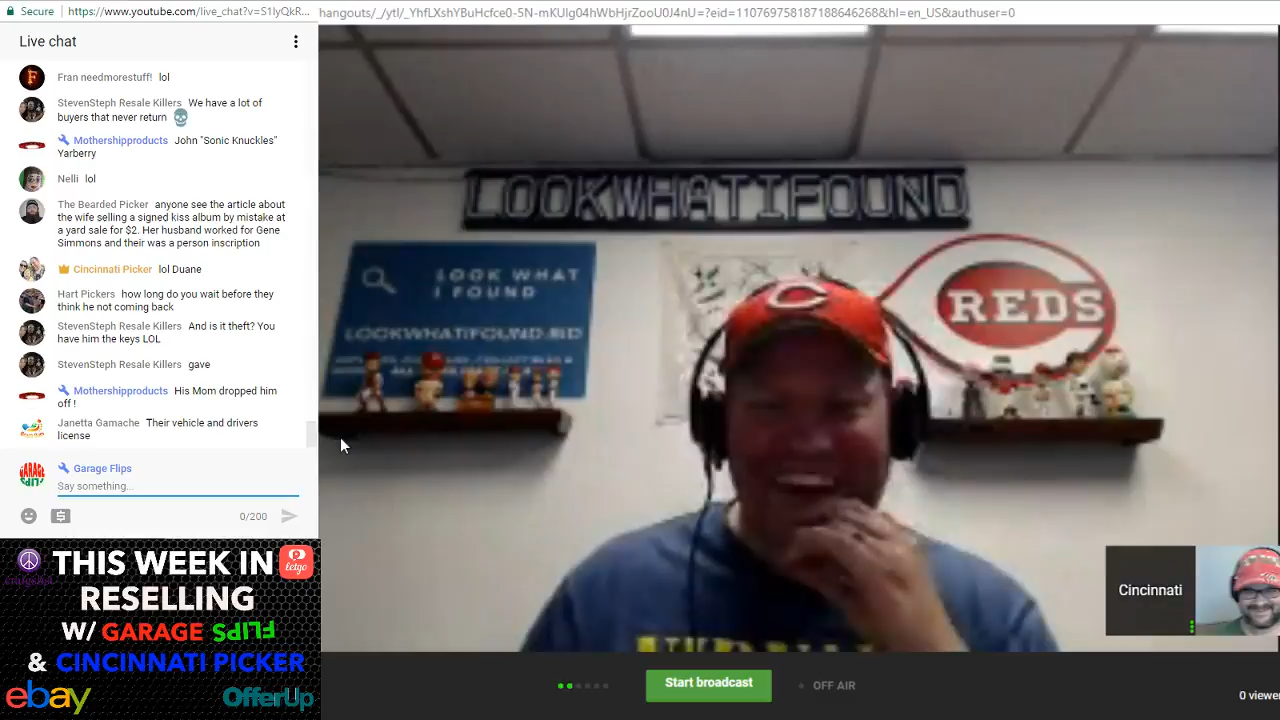 Secure
https://www.youtube.com/live_chat?v=S1IyQkR...
hangouts/_/ytl/_YhfLXshYBuHcfce0-5N-mKUlg04hWbHjrZooU0J4nU=?eid=110769758187188646268&hl=en_US&authuser=0
Live chat
Fran needmorestuff! lol
StevenSteph Resale Killers We have a lot of
buyers that never return
Mothershipproducts John "Sonic Knuckles"
Yarberry
Nelli lol
The Bearded Picker anyone see the article about
the wife selling a signed kiss album by mistake at
a yard sale for $2. Her husband worked for Gene
Simmons and their was a person inscription
Cincinnati Picker lol Duane
Hart Pickers how long do you wait before they
think he not coming back
StevenSteph Resale Killers And is it theft? You
have him the keys LOL
StevenSteph Resale Killers gave
Mothershipproducts His Mom dropped him
off !
Janetta Gamache Their vehicle and drivers
license
Garage Flips
Say something...
0/200
THIS WEEK IN
RESELLING
W/ GARAGE FLIPS
& CINCINNATI PICKER
craigslist
letgo
ebay
OfferUp
GARAGE
FLIPS
LOOKWHATIFOUND
LOOK WHAT
I FOUND
LOOKWHATIFOUND.BID
REDS
C
Cincinnati
Start broadcast
OFF AIR
0 viewer